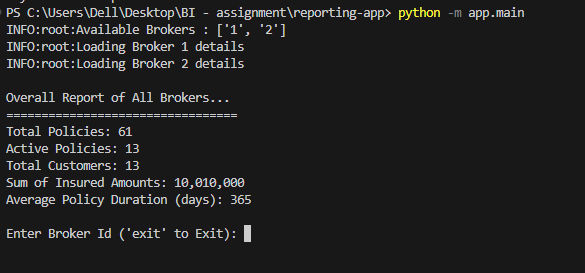 PS C:\Users\Dell\Desktop\BI - assignment\reporting-app> python -m app.main
INFO:root:Available Brokers : ['1', '2']
INFO:root:Loading Broker 1 details
INFO:root:Loading Broker 2 details
Overall Report of All Brokers...
=================================
Total Policies: 61
Active Policies: 13
Total Customers: 13
Sum of Insured Amounts: 10,010,000
Average Policy Duration (days): 365
Enter Broker Id ('exit' to Exit):